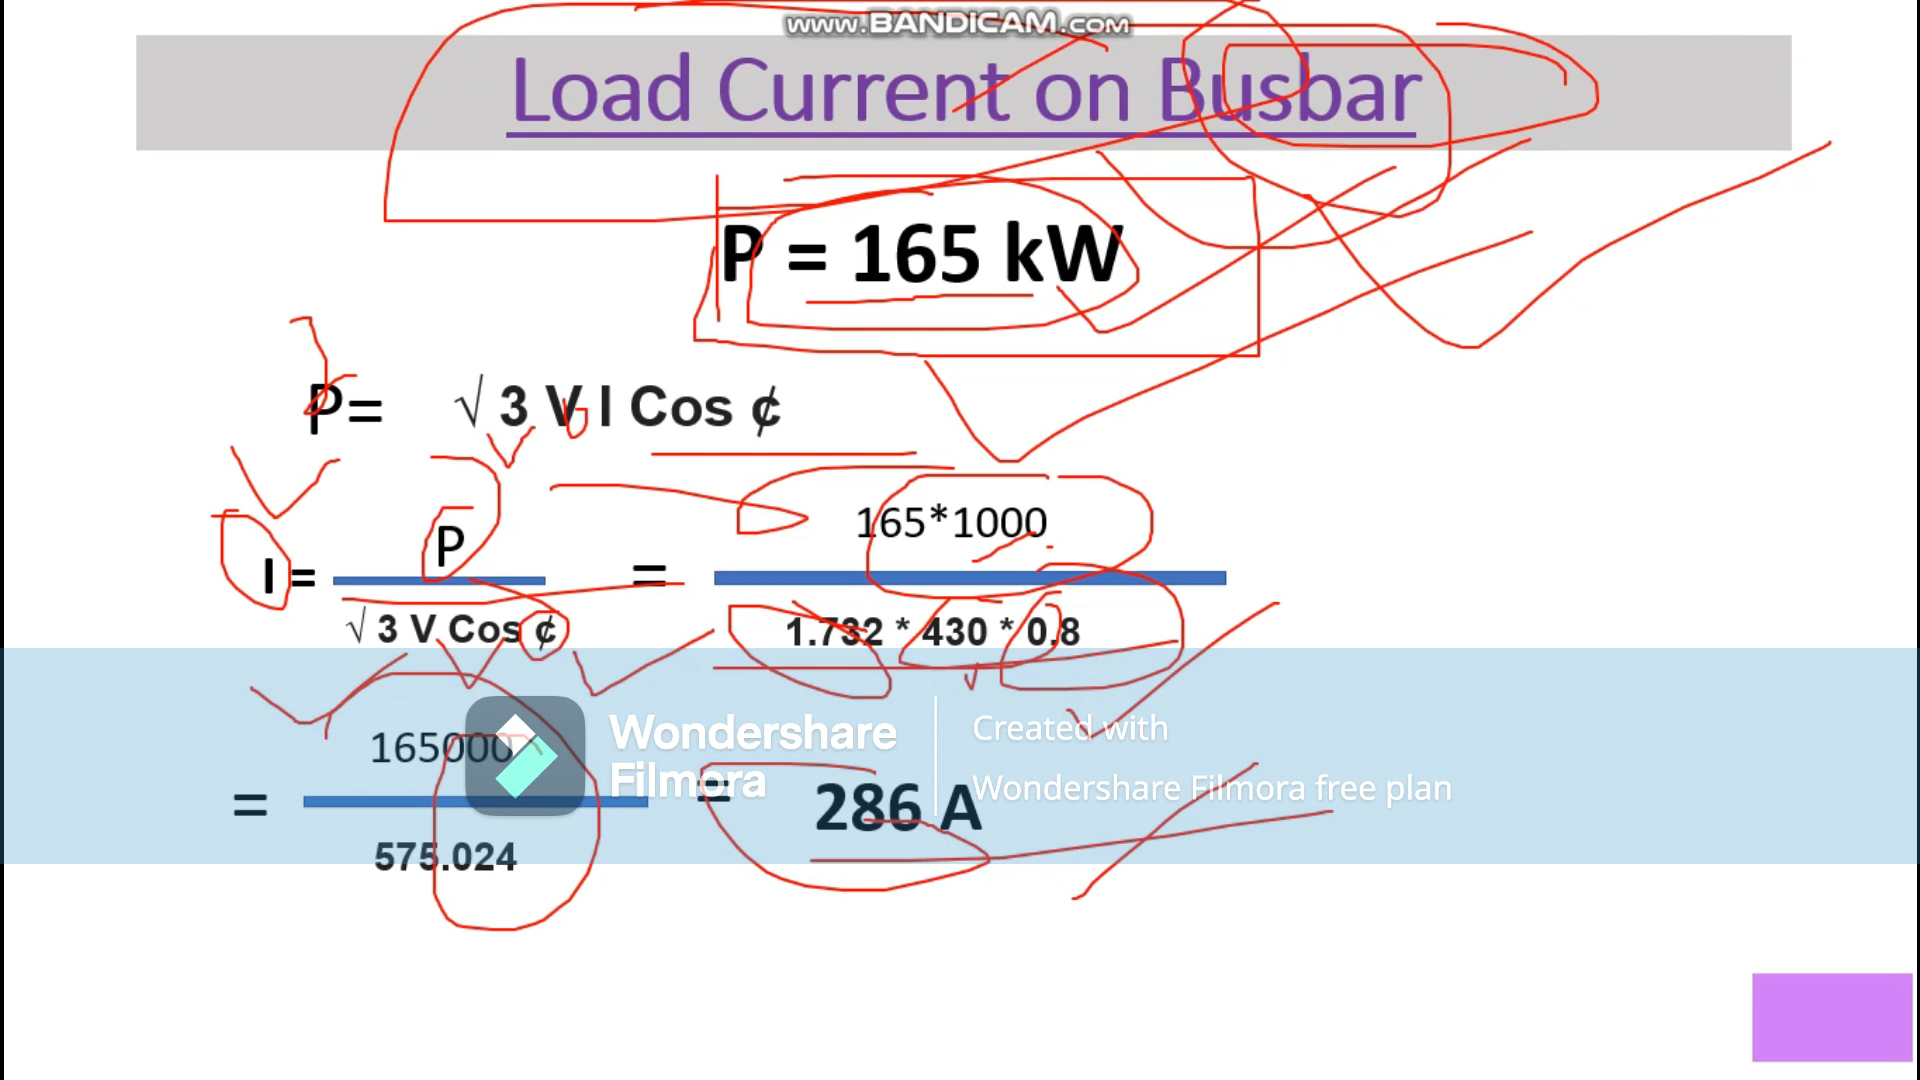 www.BANDICAM.com
Load Current on Busbar
P = 165 kW
P= √ 3 V I Cos ¢
I = P / √ 3 V Cos ¢ = 165*1000 / 1.732 * 430 * 0.8
= 165000 / 575.024 = 286 A
Wondershare
Filmora
Created with
Wondershare Filmora free plan